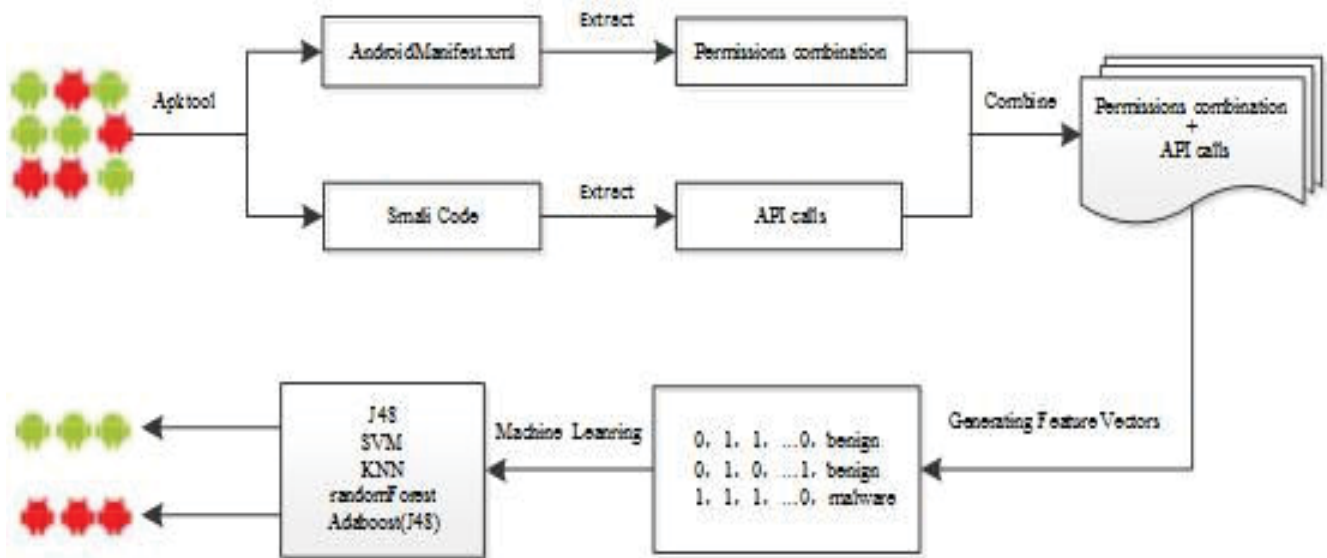 Apktool
AndroidManifest.xml
Extract
Permissions combination
Smali Code
Extract
API calls
Combine
Permissions combination
+
API calls
Generating Feature Vectors
0, 1, 1, ...0, benign
0, 1, 0, ...1, benign
1, 1, 1, ...0, malware
Machine Learning
J48
SVM
KNN
randomForest
Adaboost(J48)